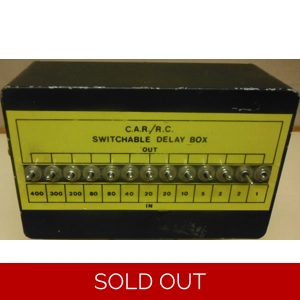 C.A.R./R.C.
SWITCHABLE DELAY BOX
OUT
400 300 200 80 80 40 20 20 10 5 2 2 1
IN
SOLD OUT